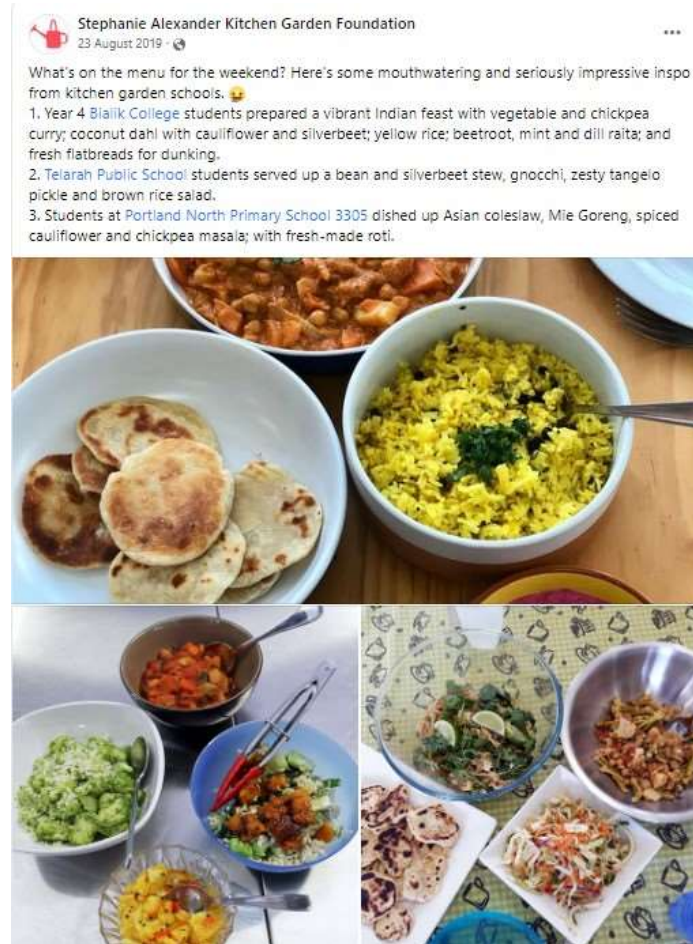 Stephanie Alexander Kitchen Garden Foundation
23 August 2019 ·
What's on the menu for the weekend? Here's some mouthwatering and seriously impressive inspo
from kitchen garden schools. 😜
1. Year 4 Bialik College students prepared a vibrant Indian feast with vegetable and chickpea
curry; coconut dahl with cauliflower and silverbeet; yellow rice; beetroot, mint and dill raita; and
fresh flatbreads for dunking.
2. Telarah Public School students served up a bean and silverbeet stew, gnocchi, zesty tangelo
pickle and brown rice salad.
3. Students at Portland North Primary School 3305 dished up Asian coleslaw, Mie Goreng, spiced
cauliflower and chickpea masala; with fresh-made roti.